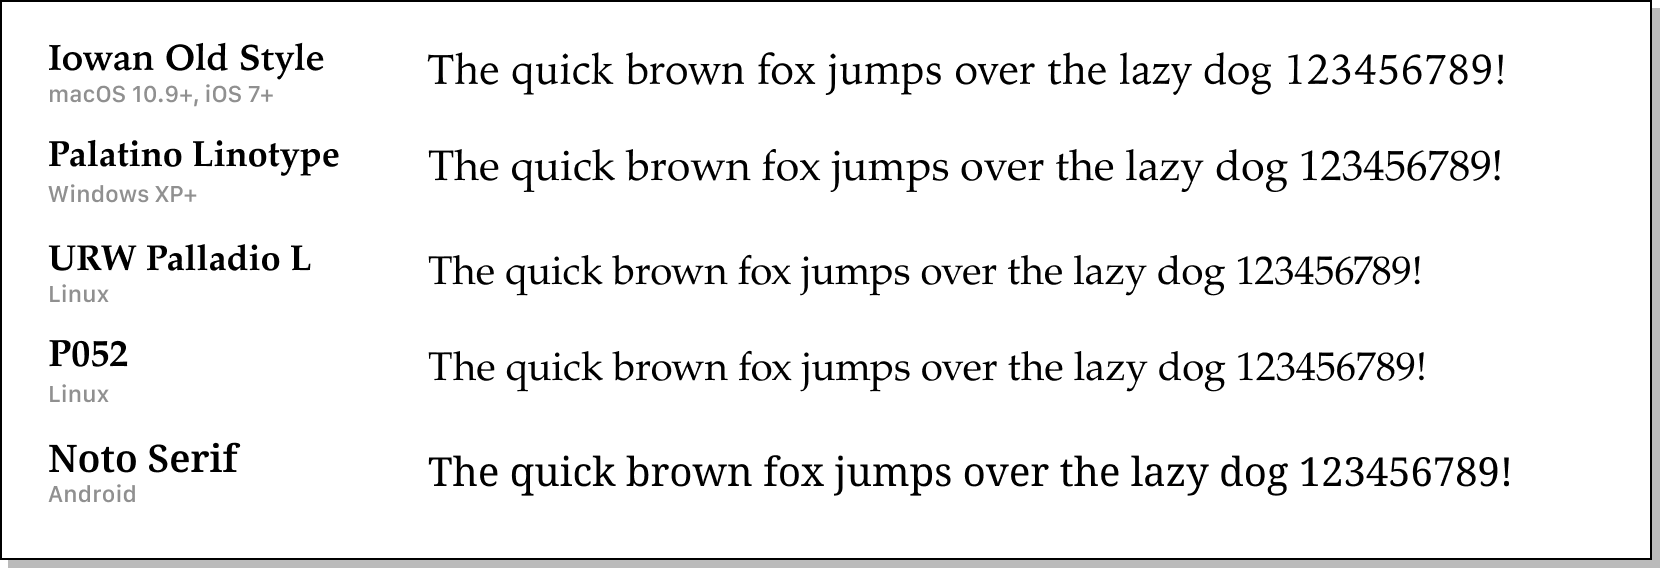 Iowan Old Style
macOS 10.9+, iOS 7+
The quick brown fox jumps over the lazy dog 123456789!
Palatino Linotype
Windows XP+
The quick brown fox jumps over the lazy dog 123456789!
URW Palladio L
Linux
The quick brown fox jumps over the lazy dog 123456789!
P052
Linux
The quick brown fox jumps over the lazy dog 123456789!
Noto Serif
Android
The quick brown fox jumps over the lazy dog 123456789!